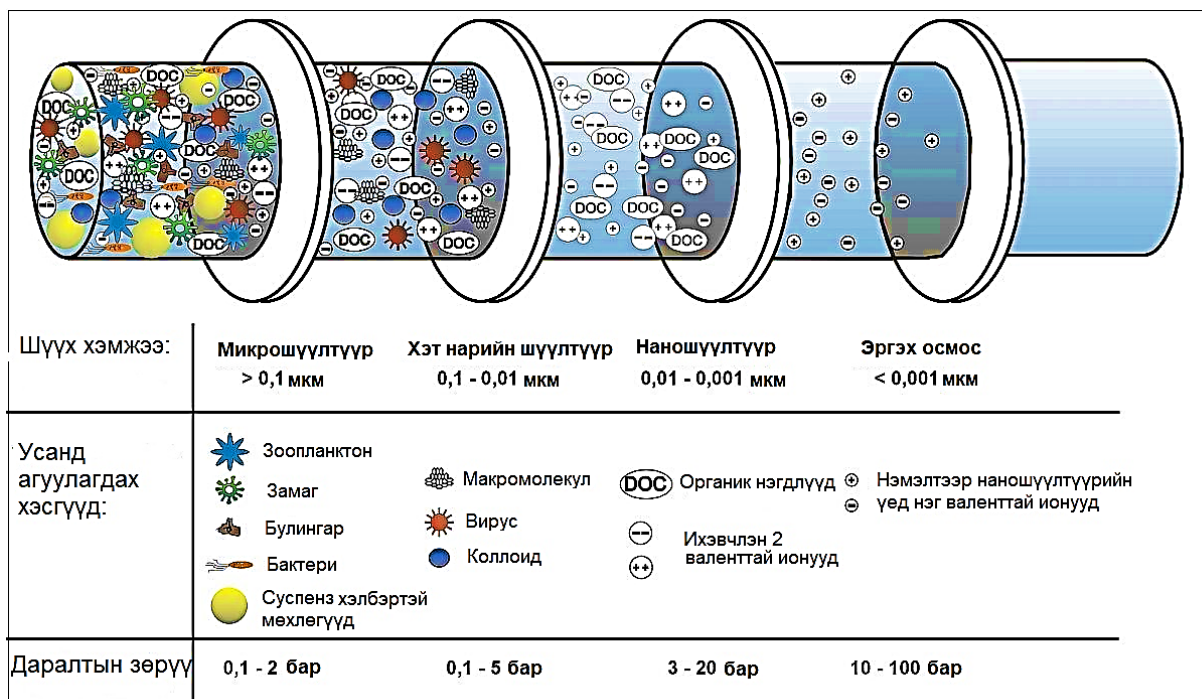 Шүүх хэмжээ:
Микрошүүлтүүр
> 0,1 мкм
Хэт нарийн шүүлтүүр
0,1 - 0,01 мкм
Наношүүлтүүр
0,01 - 0,001 мкм
Эргэх осмос
< 0,001 мкм
Усанд
агуулагдах
хэсгүүд:
Зоопланктон
Замаг
Булингар
Бактери
Суспенз хэлбэртэй
мөхлөгүүд
Макромолекул
Вирус
Коллоид
DOC Органик нэгдлүүд
Ихэвчлэн 2
валенттай ионууд
Нэмэлтээр наношүүлтүүрийн
үед нэг валенттай ионууд
Даралтын зөрүү
0,1 - 2 бар
0,1 - 5 бар
3 - 20 бар
10 - 100 бар